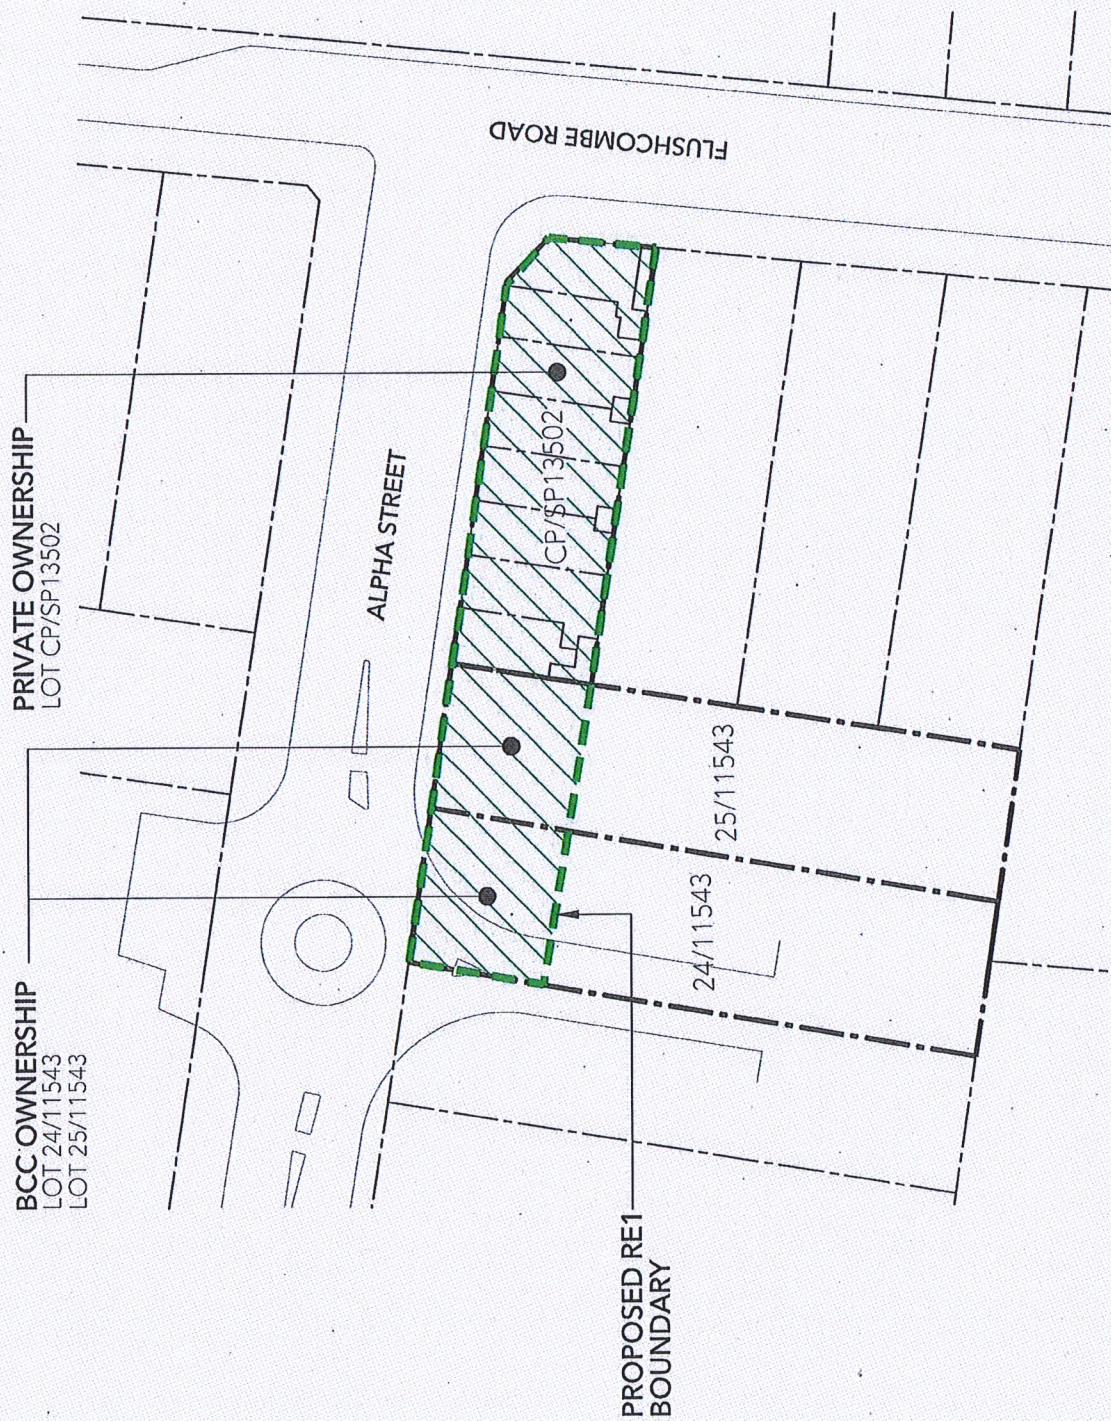 BCC OWNERSHIP
LOT 24/11543
LOT 25/11543
PRIVATE OWNERSHIP
LOT CP/SP13502
ALPHA STREET
FLUSHCOMBE ROAD
CP/SP13502
24/11543
25/11543
PROPOSED RE1
BOUNDARY